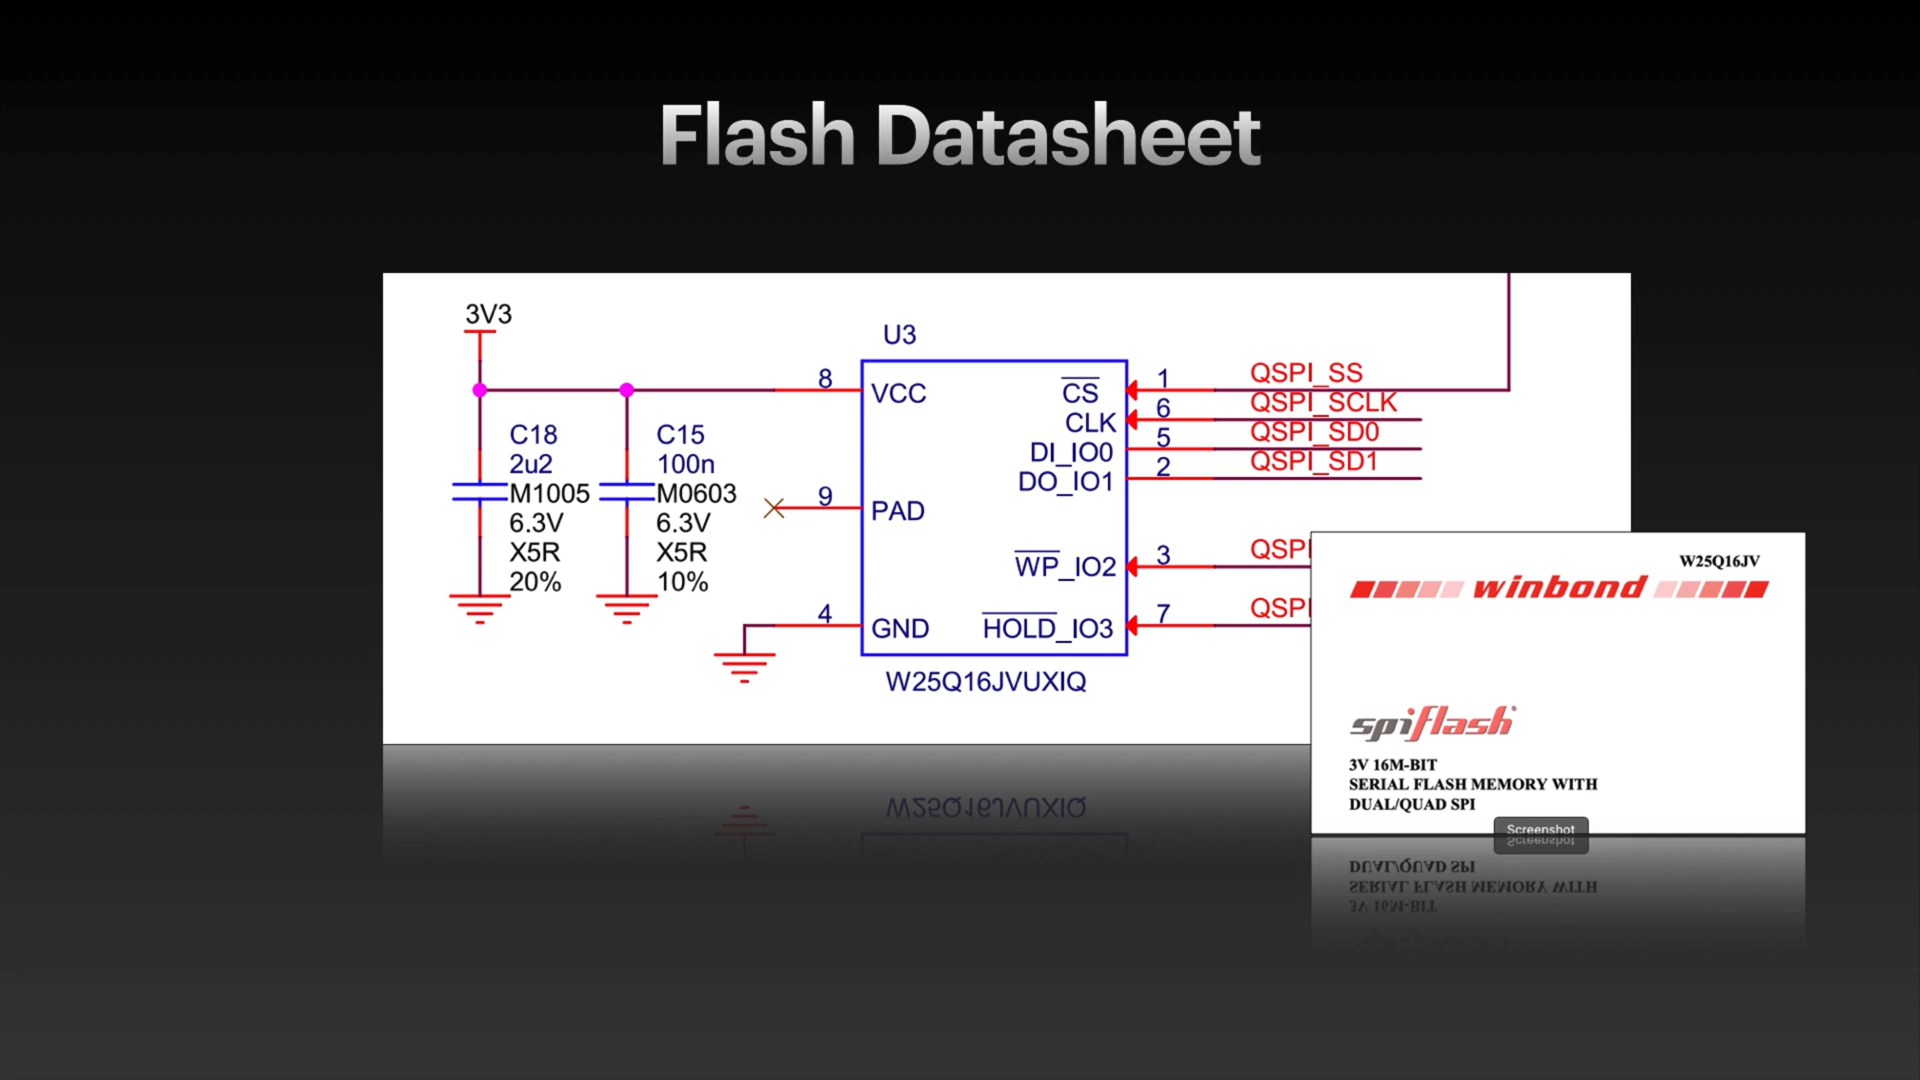 Flash Datasheet
3V3
U3
8
VCC
C18
2u2
M1005
6.3V
X5R
20%
C15
100n
M0603
6.3V
X5R
10%
9
PAD
4
GND
CS
CLK
DI_IO0
DO_IO1
WP_IO2
HOLD_IO3
1
6
5
2
3
7
QSPI_SS
QSPI_SCLK
QSPI_SD0
QSPI_SD1
QSPI
QSPI
W25Q16JVUXIQ
W25Q16JV
winbond
spiflash
3V 16M-BIT
SERIAL FLASH MEMORY WITH
DUAL/QUAD SPI
Screenshot